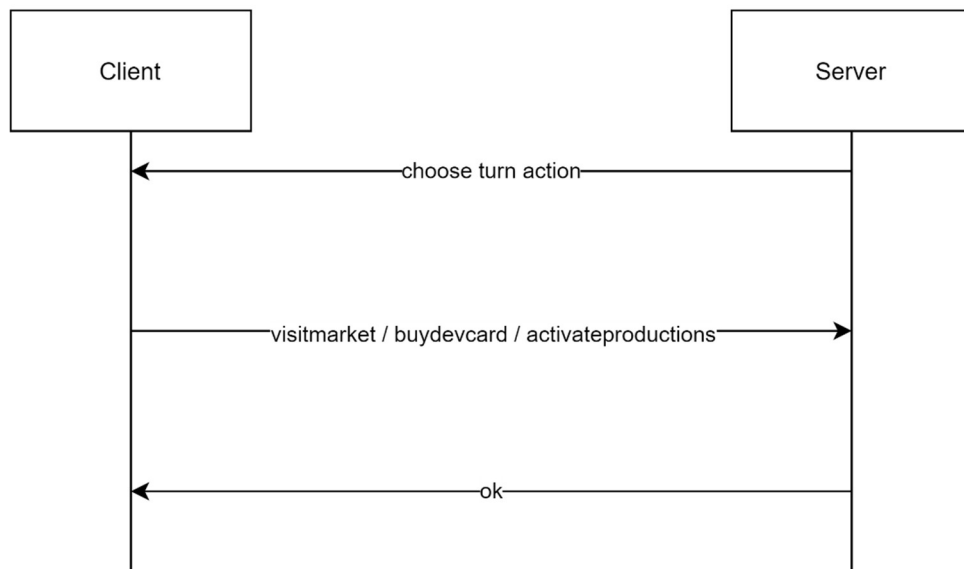 Client
Server
choose turn action
visitmarket / buydevcard / activateproductions
ok